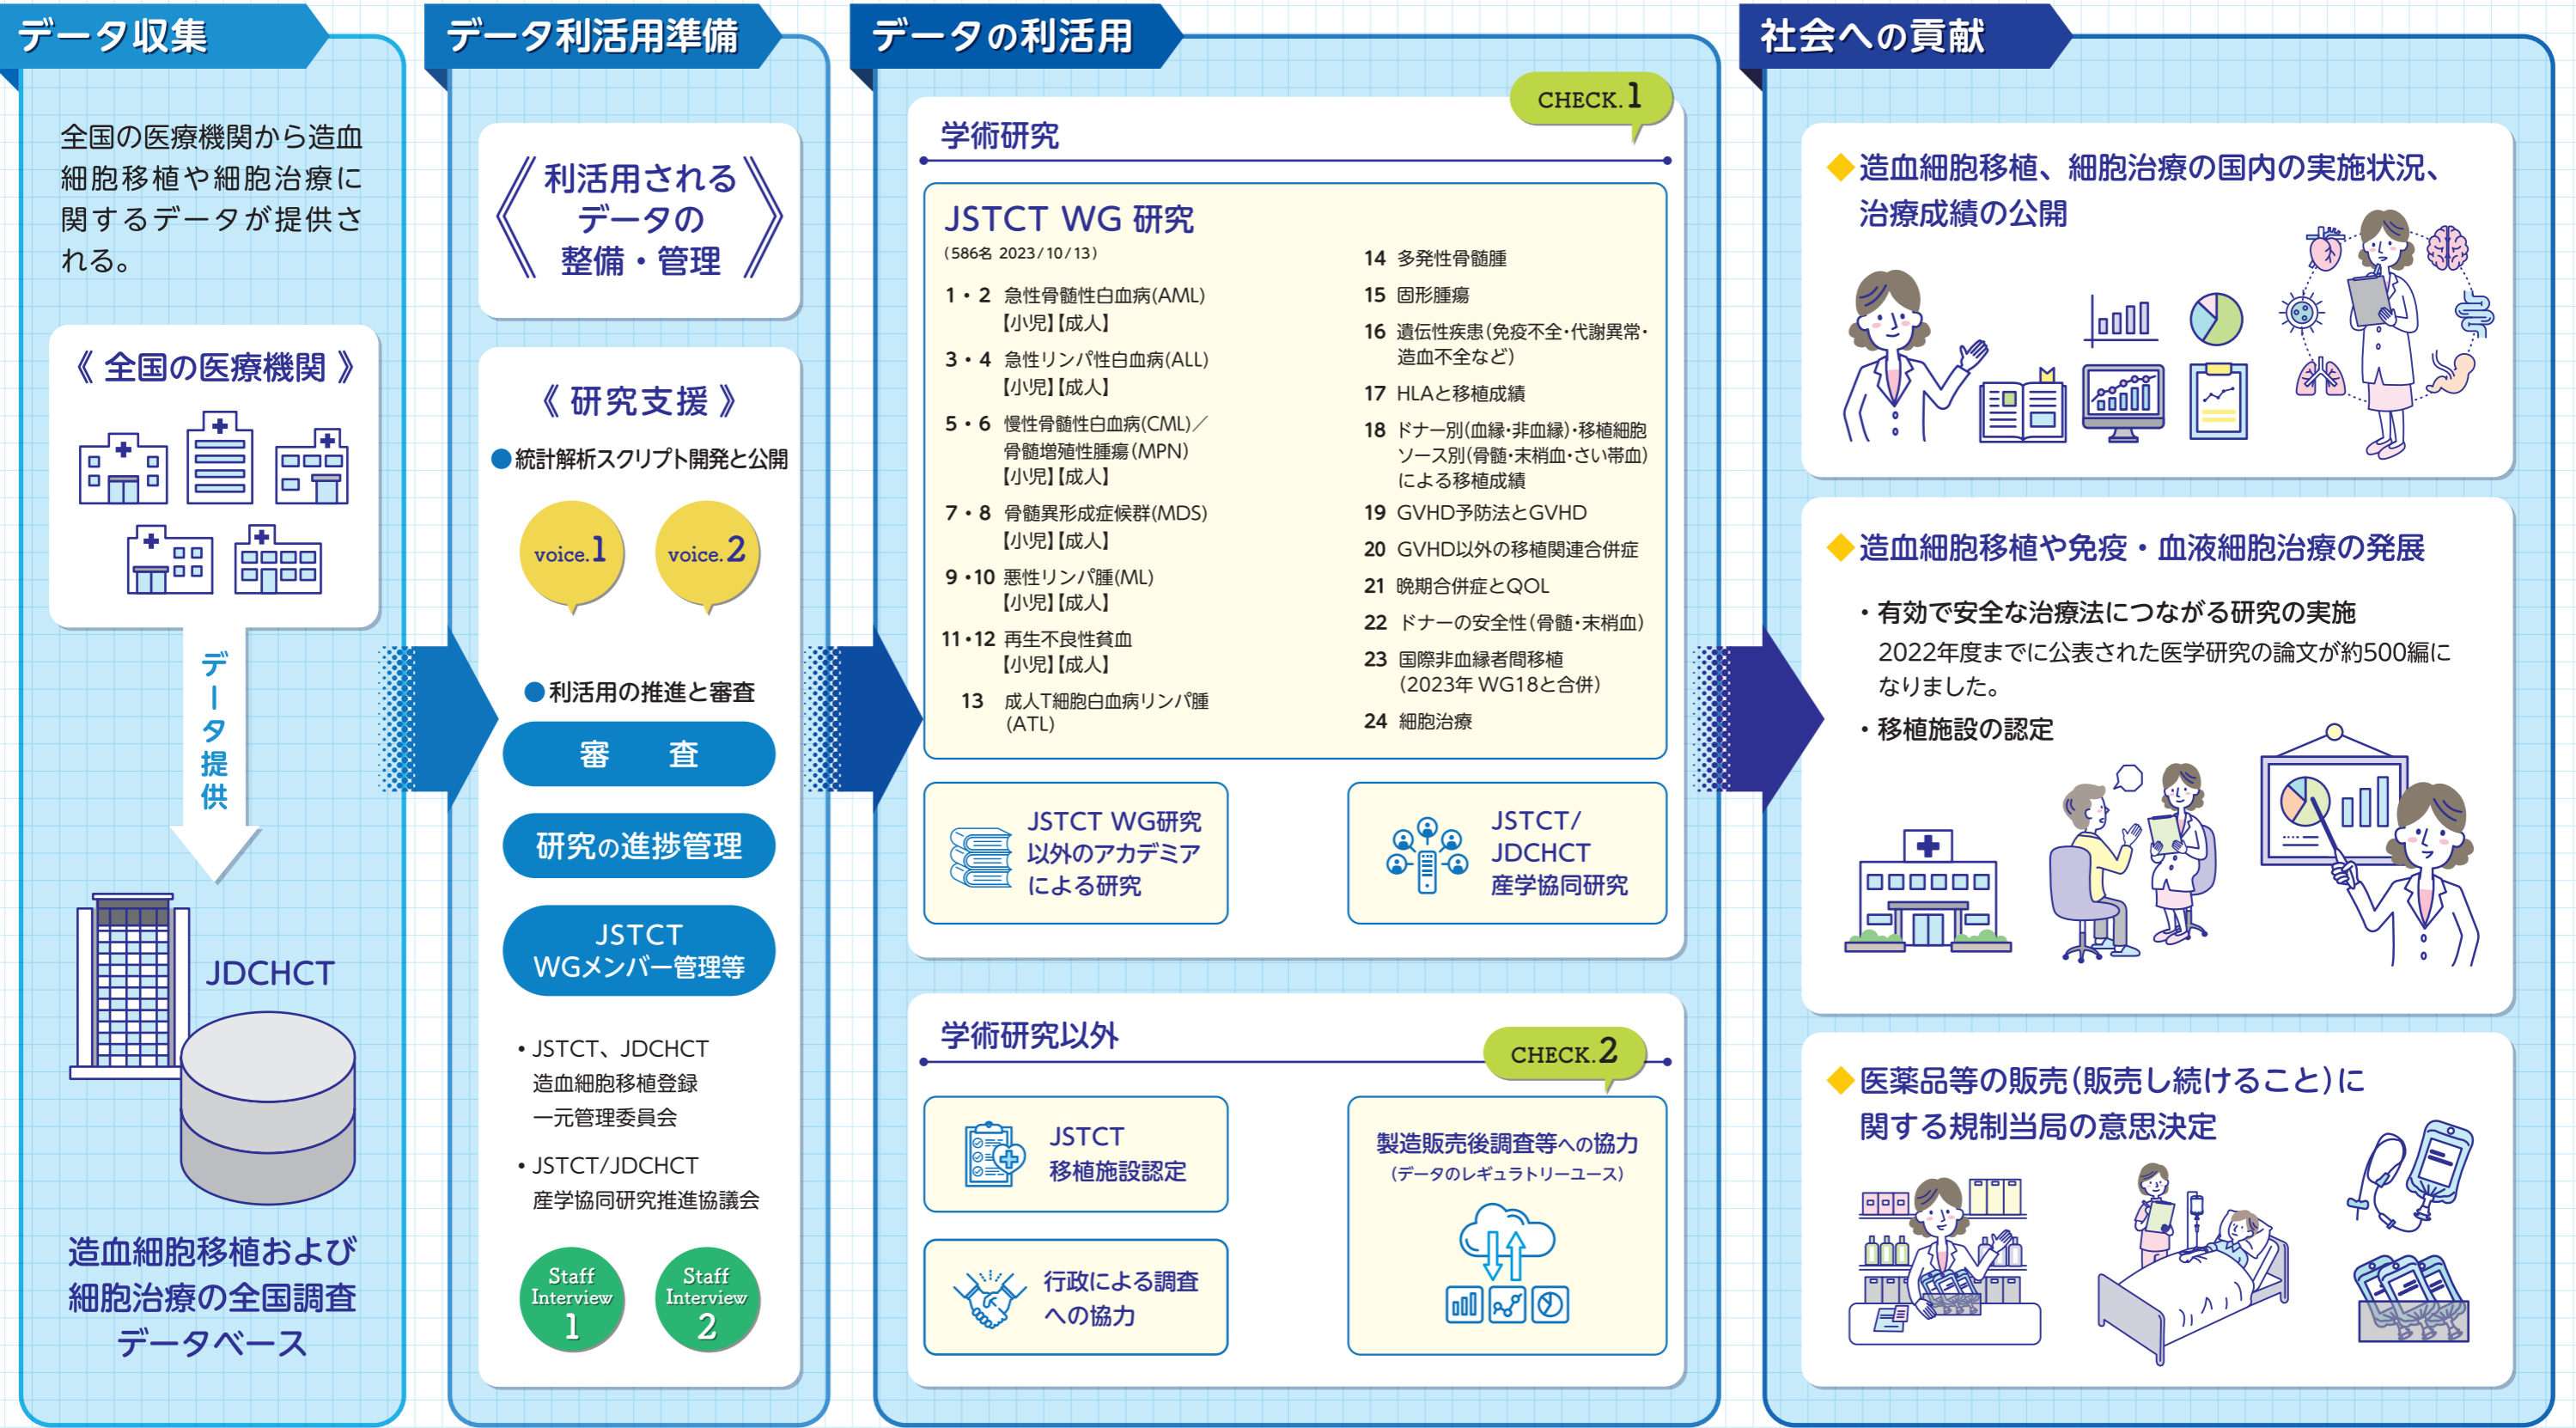 データ収集
全国の医療機関から造血
細胞移植や細胞治療に
関するデータが提供さ
れる。
《 全国の医療機関 》
データ提供
JDCHCT
造血細胞移植および
細胞治療の全国調査
データベース
データ利活用準備
利活用される
データの
整備・管理
《 研究支援 》
●統計解析スクリプト開発と公開
voice.1
voice.2
●利活用の推進と審査
審　査
研究の進捗管理
JSTCT
WGメンバー管理等
・JSTCT、JDCHCT
造血細胞移植登録
一元管理委員会
・JSTCT/JDCHCT
産学協同研究推進協議会
Staff
Interview
1
Staff
Interview
2
データの利活用
CHECK.1
学術研究
JSTCT WG 研究
(586名 2023/10/13)
1・2 急性骨髄性白血病(AML)
【小児】【成人】
3・4 急性リンパ性白血病(ALL)
【小児】【成人】
5・6 慢性骨髄性白血病(CML)／
骨髄増殖性腫瘍(MPN)
【小児】【成人】
7・8 骨髄異形成症候群(MDS)
【小児】【成人】
9・10 悪性リンパ腫(ML)
【小児】【成人】
11・12 再生不良性貧血
【小児】【成人】
13 成人T細胞白血病リンパ腫
(ATL)
14 多発性骨髄腫
15 固形腫瘍
16 遺伝性疾患(免疫不全・代謝異常・
造血不全など)
17 HLAと移植成績
18 ドナー別(血縁・非血縁)・移植細胞
ソース別(骨髄・末梢血・さい帯血)
による移植成績
19 GVHD予防法とGVHD
20 GVHD以外の移植関連合併症
21 晩期合併症とQOL
22 ドナーの安全性(骨髄・末梢血)
23 国際非血縁者間移植
(2023年 WG18と合併)
24 細胞治療
JSTCT WG研究
以外のアカデミア
による研究
JSTCT/
JDCHCT
産学協同研究
学術研究以外
CHECK.2
JSTCT
移植施設認定
行政による調査
への協力
製造販売後調査等への協力
(データのレギュラトリーユース)
社会への貢献
◆造血細胞移植、細胞治療の国内の実施状況、
治療成績の公開
◆造血細胞移植や免疫・血液細胞治療の発展
・有効で安全な治療法につながる研究の実施
2022年度までに公表された医学研究の論文が約500編に
なりました。
・移植施設の認定
◆医薬品等の販売(販売し続けること)に
関する規制当局の意思決定